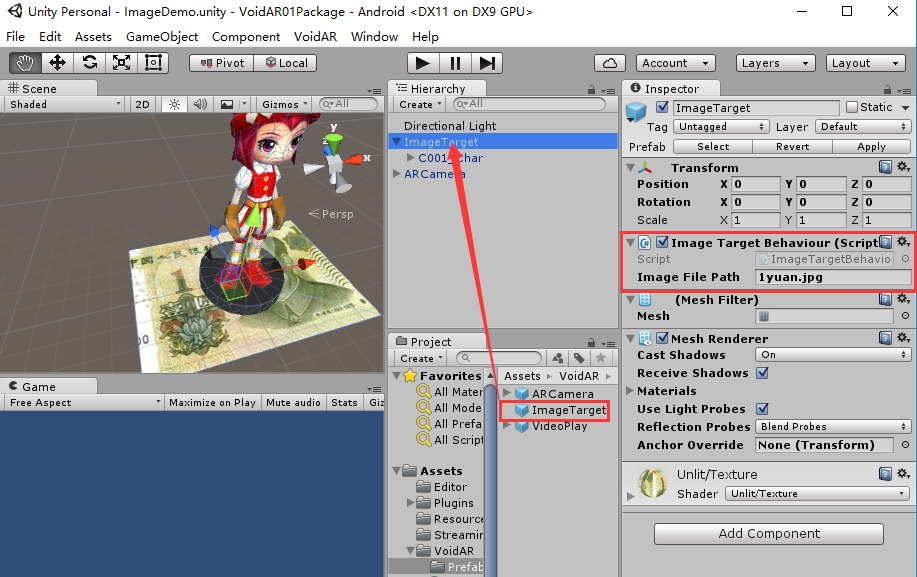 Unity Personal - ImageDemo.unity - VoidAR01Package - Android <DX11 on DX9 GPU>
File Edit Assets GameObject Component VoidAR Window Help
Pivot Local Account Layers Layout
Scene
Shaded 2D Gizmos All
y
x
z
Persp
Game
Free Aspect Maximize on Play Mute audio Stats Giz
Hierarchy
Create All
Directional Light
ImageTarget
C001 Char
ARCamera
Project
Create
Favorites
All Mater
All Mode
All Prefa
All Script
Assets
Editor
Plugins
Resource
Streamin
VoidAR
Prefab
Assets VoidAR
ARCamera
ImageTarget
VideoPlay
Inspector
ImageTarget Static
Tag Untagged Layer Default
Prefab Select Revert Apply
Transform
Position X 0 Y 0 Z 0
Rotation X 0 Y 0 Z 0
Scale X 1 Y 1 Z 1
Image Target Behaviour (Script
Script ImageTargetBehavio
Image File Path 1yuan.jpg
(Mesh Filter)
Mesh
Mesh Renderer
Cast Shadows On
Receive Shadows
Materials
Use Light Probes
Reflection Probes Blend Probes
Anchor Override None (Transform)
Unlit/Texture
Shader Unlit/Texture
Add Component